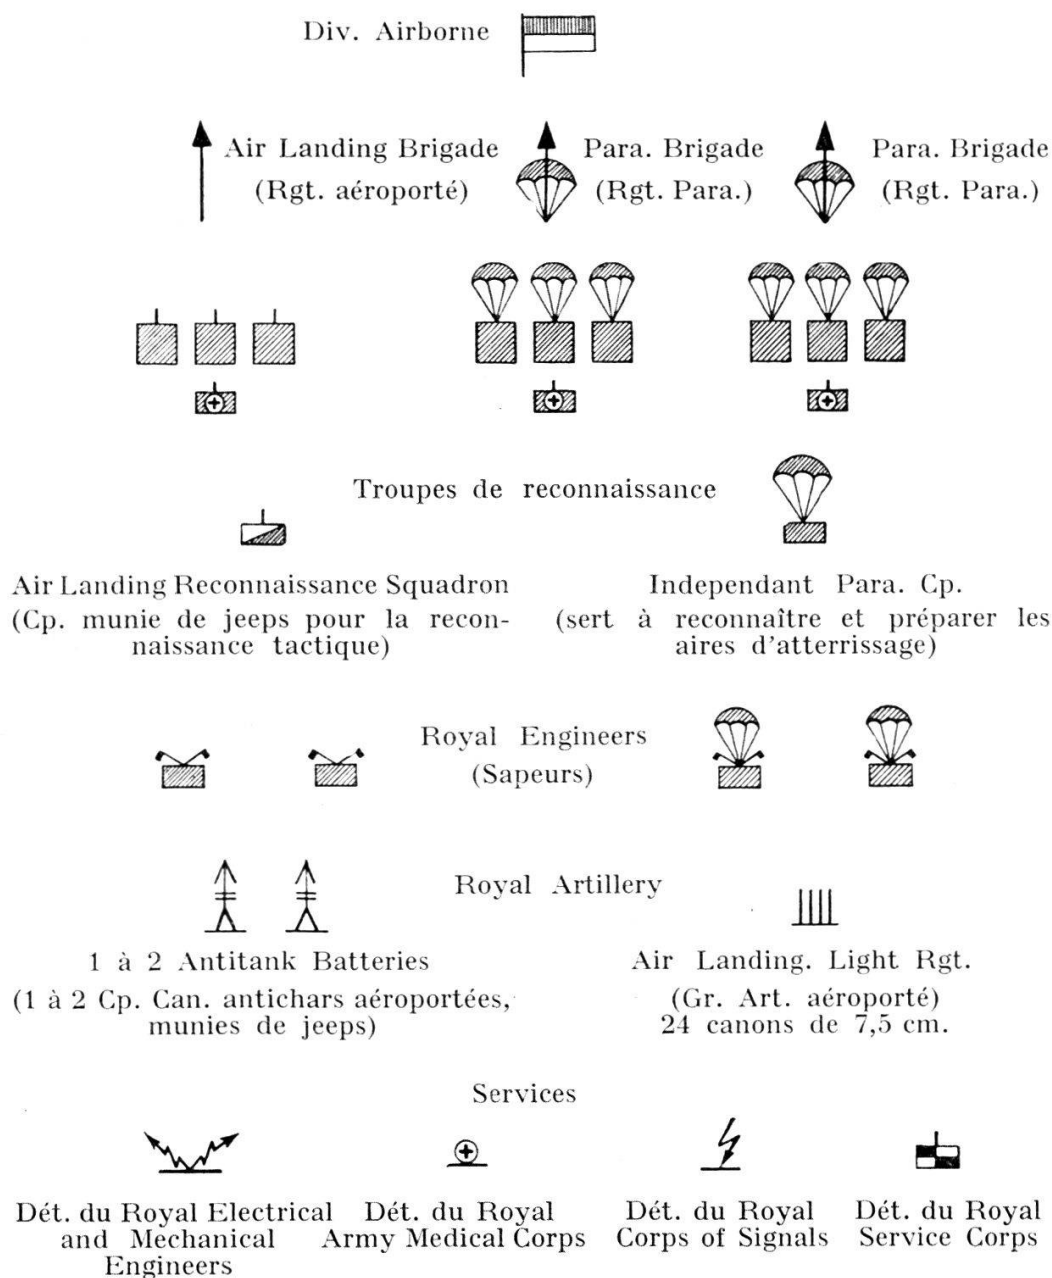 Div. Airborne
Air Landing Brigade
(Rgt. aéroporté)
Para. Brigade
(Rgt. Para.)
Para. Brigade
(Rgt. Para.)
Troupes de reconnaissance
Air Landing Reconnaissance Squadron
(Cp. munie de jeeps pour la recon-
naissance tactique)
Independant Para. Cp.
(sert à reconnaître et préparer les
aires d'atterrissage)
Royal Engineers
(Sapeurs)
Royal Artillery
1 à 2 Antitank Batteries
(1 à 2 Cp. Can. antichars aéroportées,
munies de jeeps)
Air Landing. Light Rgt.
(Gr. Art. aéroporté)
24 canons de 7,5 cm.
Services
Dét. du Royal Electrical
and Mechanical
Engineers
Dét. du Royal
Army Medical Corps
Dét. du Royal
Corps of Signals
Dét. du Royal
Service Corps